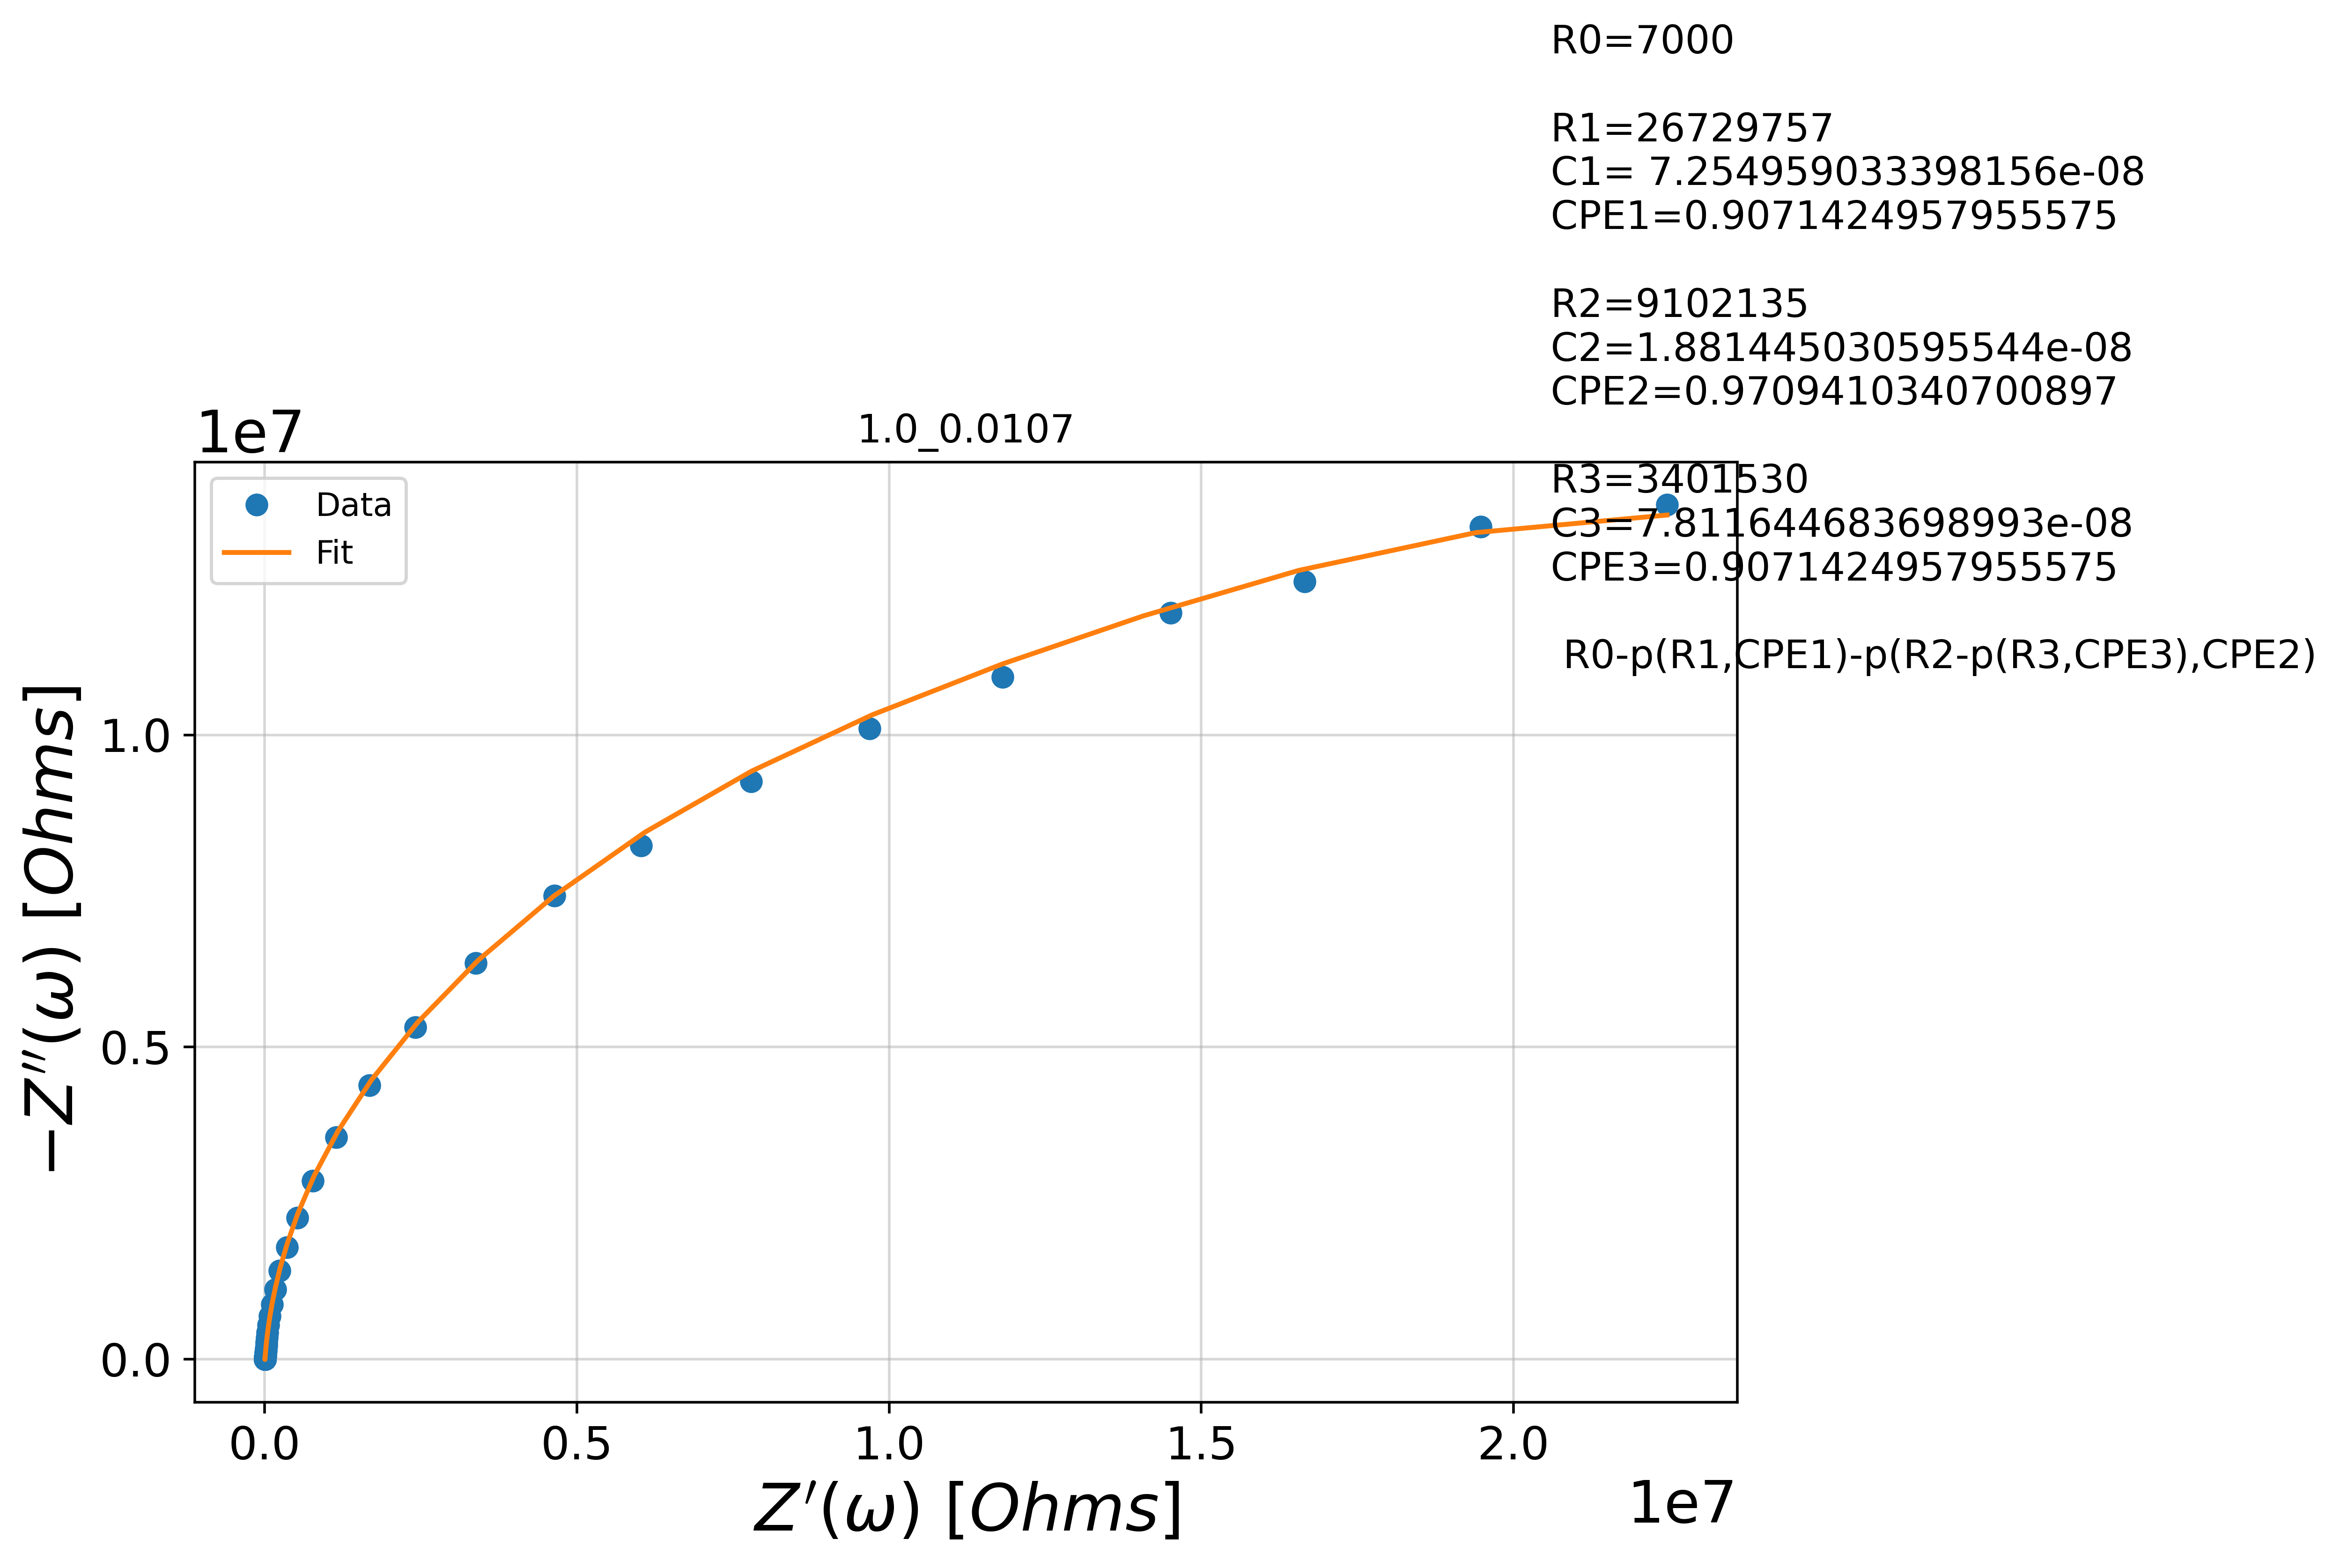 R0=7000
R1=26729757
C1= 7.254959033398156e-08
CPE1=0.9071424957955575
R2=9102135
C2=1.881445030595544e-08
CPE2=0.9709410340700897
R3=3401530
C3=7.811644683698993e-08
CPE3=0.9071424957955575
R0-p(R1,CPE1)-p(R2-p(R3,CPE3),CPE2)
1e7
1.0_0.0107
Data
Fit
−Z′′(ω) [Ohms]
1.0
0.5
0.0
0.0 0.5 1.0 1.5 2.0
Z′(ω) [Ohms]
1e7